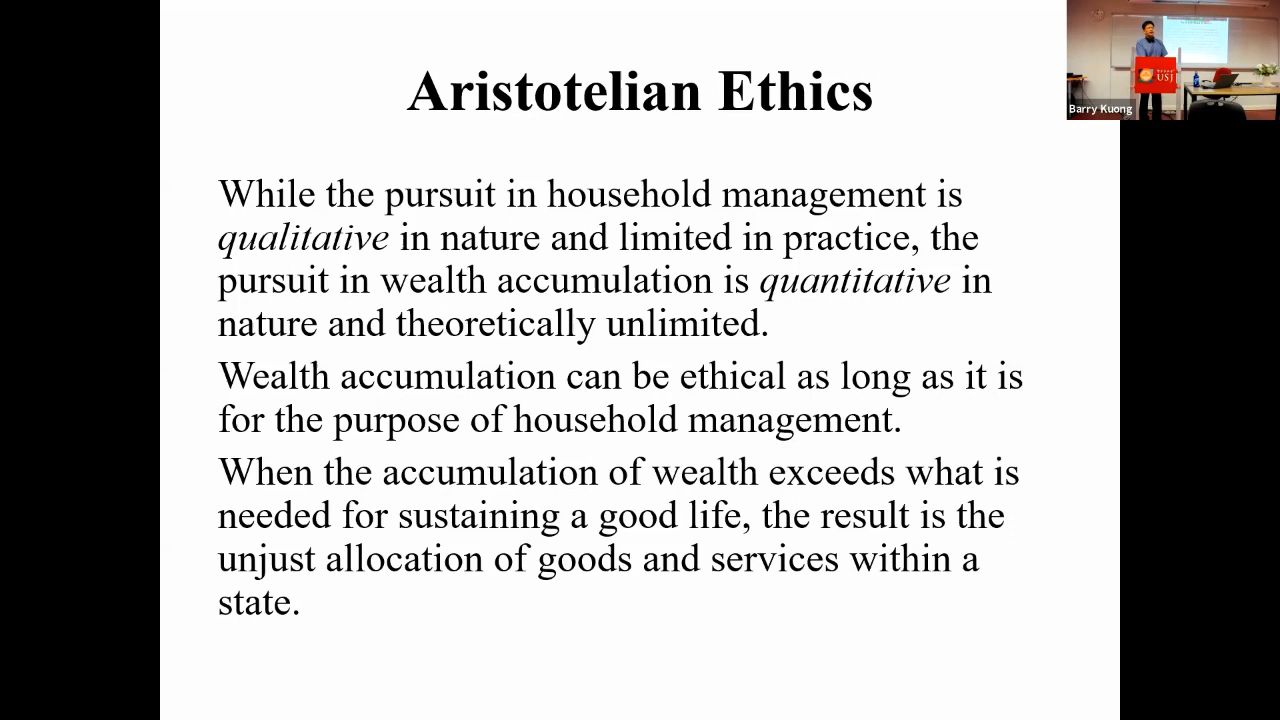 Aristotelian Ethics
While the pursuit in household management is
qualitative in nature and limited in practice, the
pursuit in wealth accumulation is quantitative in
nature and theoretically unlimited.
Wealth accumulation can be ethical as long as it is
for the purpose of household management.
When the accumulation of wealth exceeds what is
needed for sustaining a good life, the result is the
unjust allocation of goods and services within a
state.
USJ
Barry Kuong